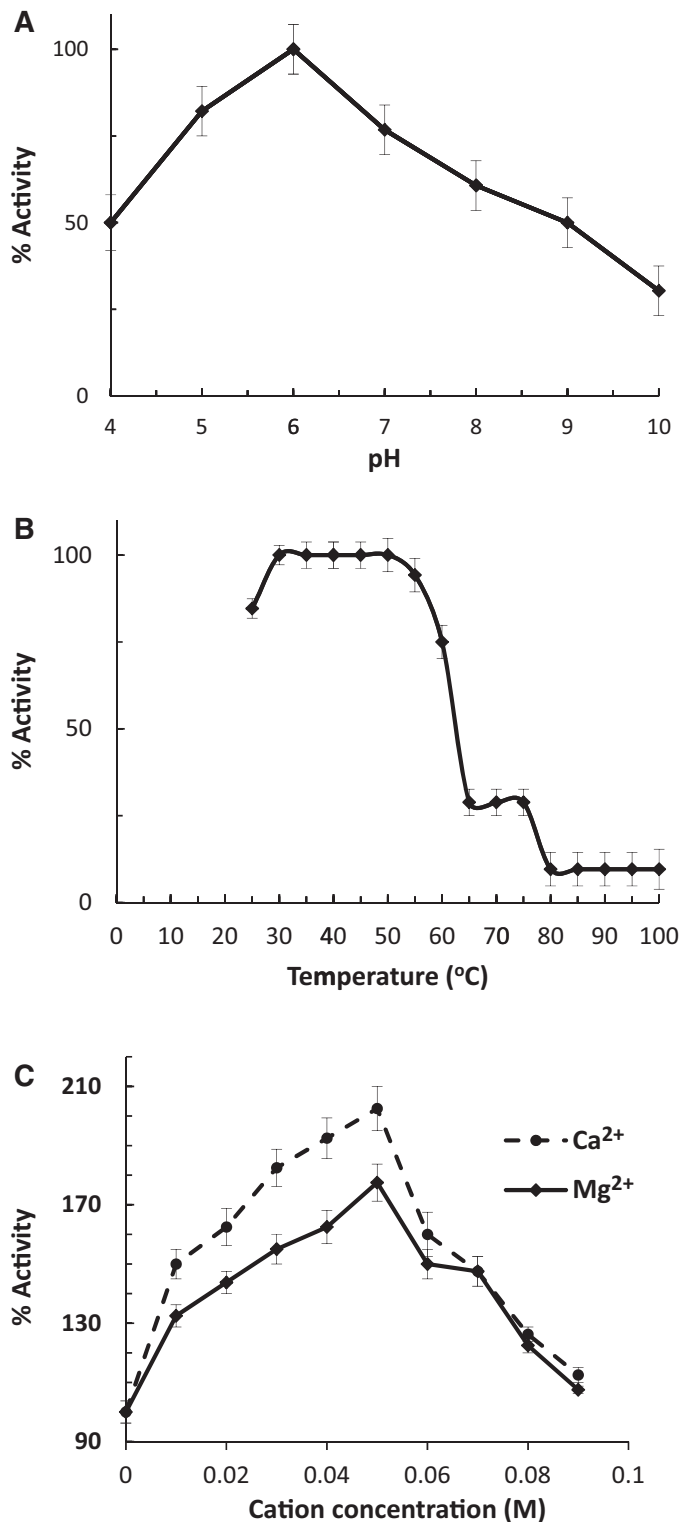 A
100
50
0
% Activity
4 5 6 7 8 9 10
pH
B
100
50
0
% Activity
0 10 20 30 40 50 60 70 80 90 100
Temperature (ºC)
C
210
170
130
90
% Activity
Ca²⁺
Mg²⁺
0 0.02 0.04 0.06 0.08 0.1
Cation concentration (M)